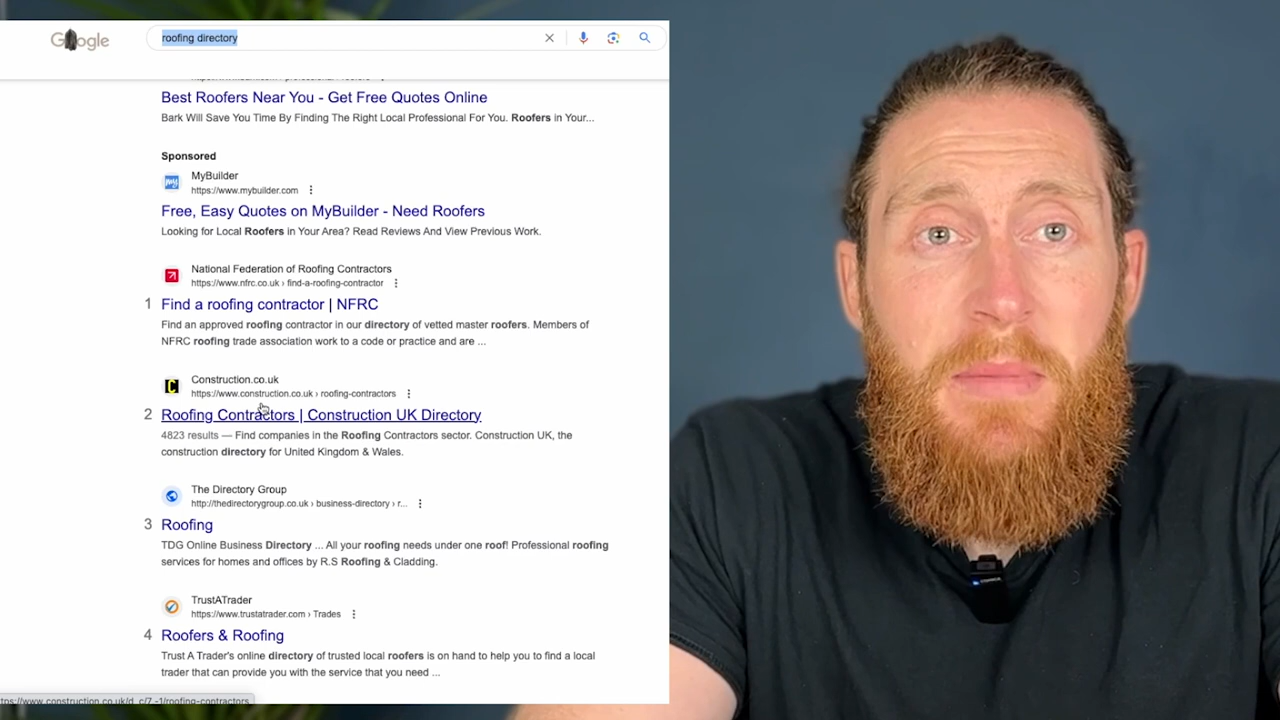 Google
roofing directory
Best Roofers Near You - Get Free Quotes Online
Bark Will Save You Time By Finding The Right Local Professional For You. Roofers in Your...
Sponsored
MyBuilder
https://www.mybuilder.com
Free, Easy Quotes on MyBuilder - Need Roofers
Looking for Local Roofers in Your Area? Read Reviews And View Previous Work.
National Federation of Roofing Contractors
https://www.nfrc.co.uk › find-a-roofing-contractor
1 Find a roofing contractor | NFRC
Find an approved roofing contractor in our directory of vetted master roofers. Members of
NFRC roofing trade association work to a code or practice and are ...
Construction.co.uk
https://www.construction.co.uk › roofing-contractors
2 Roofing Contractors | Construction UK Directory
4823 results — Find companies in the Roofing Contractors sector. Construction UK, the
construction directory for United Kingdom & Wales.
The Directory Group
http://thedirectorygroup.co.uk › business-directory › r...
3 Roofing
TDG Online Business Directory ... All your roofing needs under one roof! Professional roofing
services for homes and offices by R.S Roofing & Cladding.
TrustATrader
https://www.trustatrader.com › Trades
4 Roofers & Roofing
Trust A Trader's online directory of trusted local roofers is on hand to help you to find a local
trader that can provide you with the service that you need ...